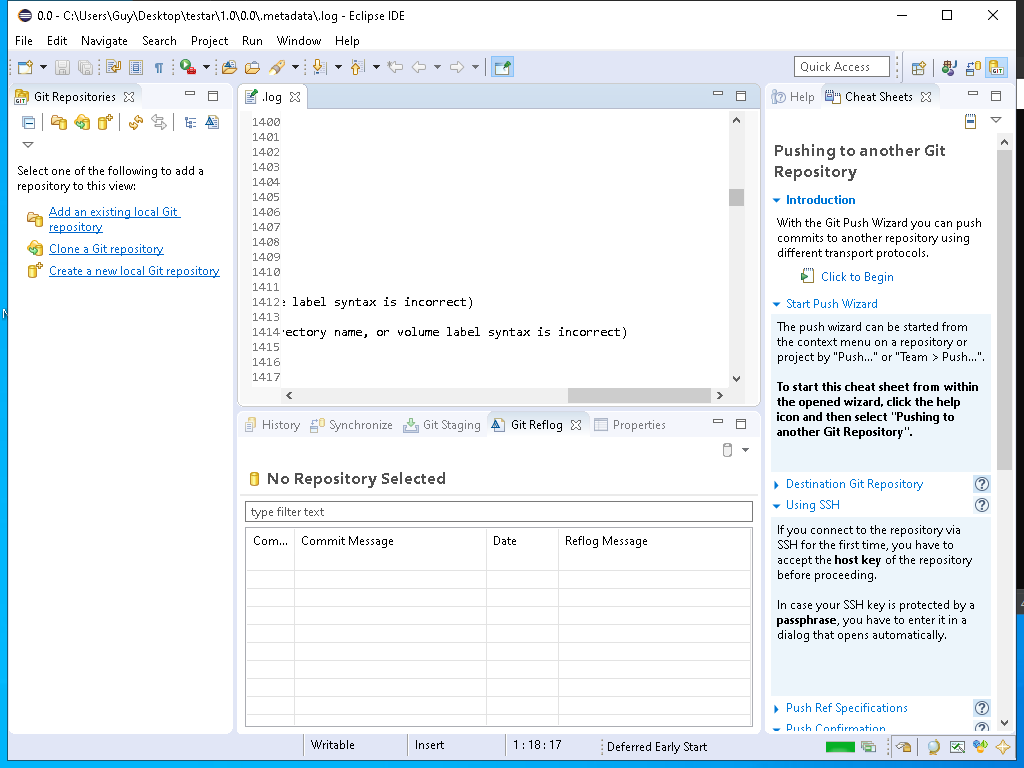 0.0 - C:\Users\Guy\Desktop\testar\1.0\0.0\.metadata\.log - Eclipse IDE
File Edit Navigate Search Project Run Window Help
Quick Access
Git Repositories
Select one of the following to add a
repository to this view:
Add an existing local Git
repository
Clone a Git repository
Create a new local Git repository
.log
1400
1401
1402
1403
1404
1405
1406
1407
1408
1409
1410
1411
1412 label syntax is incorrect)
1413
1414 rectory name, or volume label syntax is incorrect)
1415
1416
1417
History Synchronize Git Staging Git Reflog Properties
No Repository Selected
type filter text
Com... Commit Message Date Reflog Message
Help Cheat Sheets
Pushing to another Git
Repository
Introduction
With the Git Push Wizard you can push
commits to another repository using
different transport protocols.
Click to Begin
Start Push Wizard
The push wizard can be started from
the context menu on a repository or
project by "Push..." or "Team > Push...".
To start this cheat sheet from within
the opened wizard, click the help
icon and then select "Pushing to
another Git Repository".
Destination Git Repository
Using SSH
If you connect to the repository via
SSH for the first time, you have to
accept the host key of the repository
before proceeding.
In case your SSH key is protected by a
passphrase, you have to enter it in a
dialog that opens automatically.
Push Ref Specifications
Push Confirmation
Writable Insert 1 : 18 : 17 Deferred Early Start